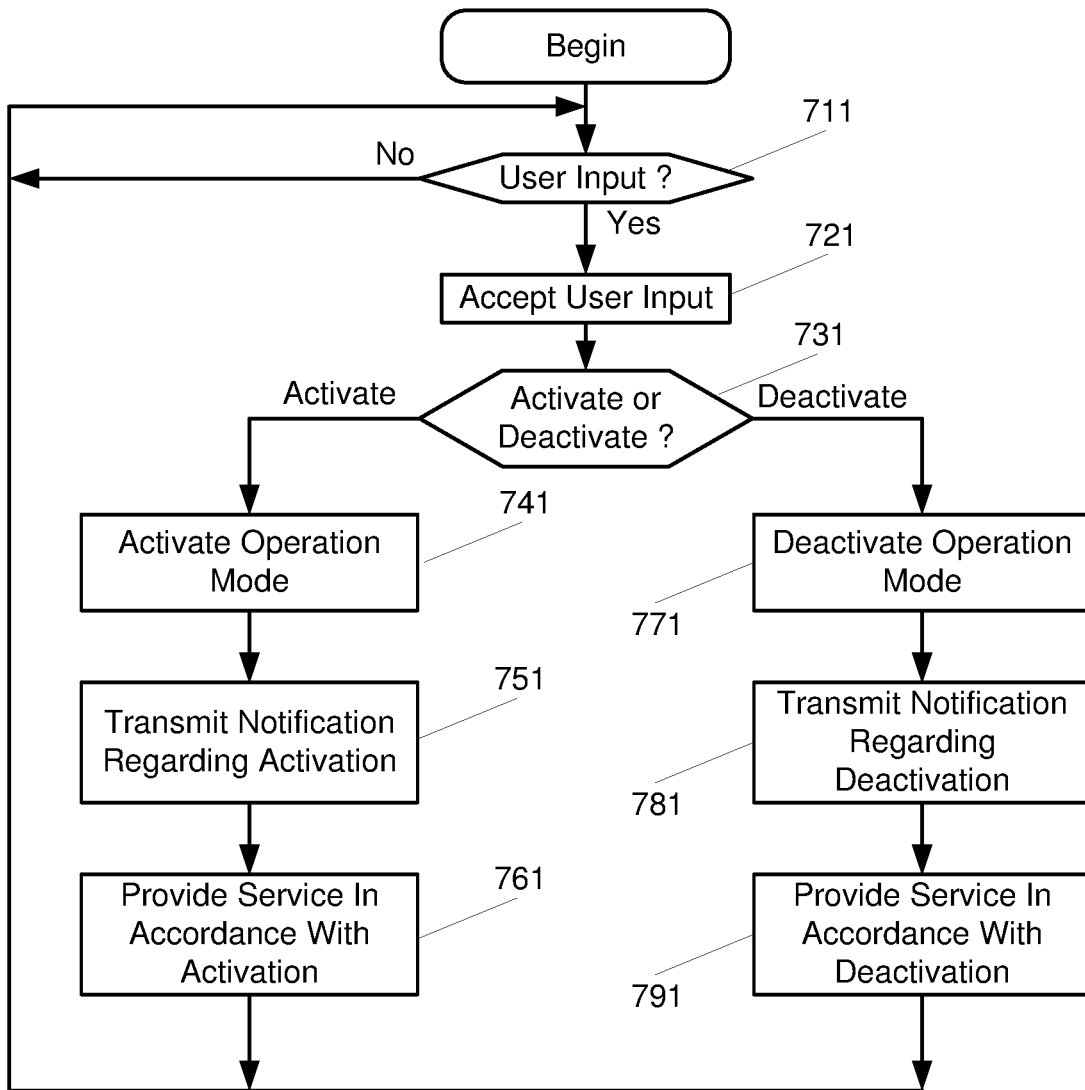 Begin
711
No
User Input ?
Yes
721
Accept User Input
731
Activate
Activate or
Deactivate ?
Deactivate
741
Activate Operation
Mode
Deactivate Operation
Mode
771
751
Transmit Notification
Regarding Activation
Transmit Notification
Regarding
Deactivation
781
761
Provide Service In
Accordance With
Activation
Provide Service In
Accordance With
Deactivation
791